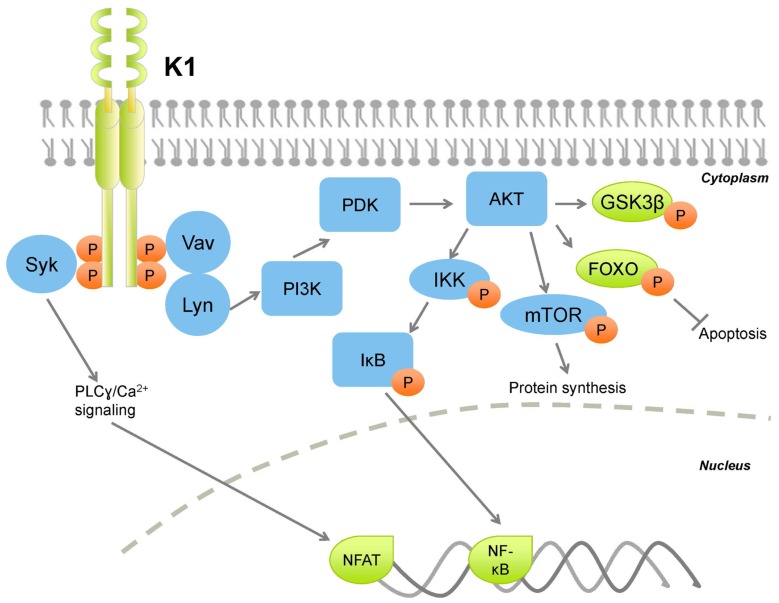 K1
Cytoplasm
PDK
AKT
GSK3β
P
Syk
P
P
P
P
Vav
Lyn
PI3K
IKK
P
FOXO
P
mTOR
P
Apoptosis
IκB
P
Protein synthesis
PLCɣ/Ca2+
signaling
Nucleus
NFAT
NF-
κB